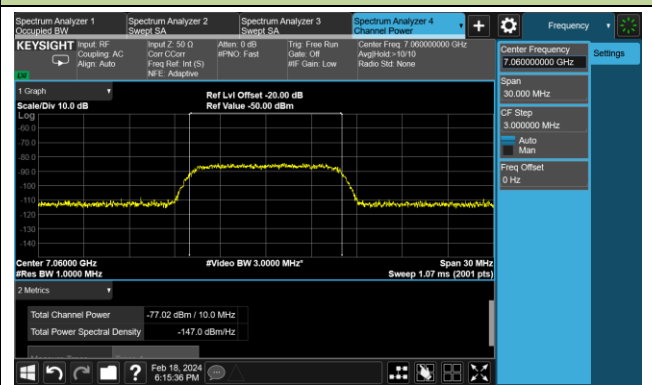 Spectrum Analyzer 1
Occupied BW
Spectrum Analyzer 2
Swept SA
Spectrum Analyzer 3
Swept SA
Spectrum Analyzer 4
Channel Power
Frequency
KEYSIGHT
Input: RF
Coupling: AC
Align: Auto
Input Z: 50 Ω
Corr CCorr
Freq Ref: Int (S)
NFE: Adaptive
Atten: 0 dB
#PNO: Fast
Trig: Free Run
Gate: Off
#IF Gain: Low
Center Freq: 7.060000000 GHz
Avg|Hold:>10/10
Radio Std: None
1 Graph
Scale/Div 10.0 dB
Ref Lvl Offset -20.00 dB
Ref Value -50.00 dBm
Log
-60.0
-70.0
-80.0
-90.0
-100
-110
-120
-130
-140
Center 7.06000 GHz
#Res BW 1.0000 MHz
#Video BW 3.0000 MHz*
Span 30 MHz
Sweep 1.07 ms (2001 pts)
2 Metrics
Total Channel Power -77.02 dBm / 10.0 MHz
Total Power Spectral Density -147.0 dBm/Hz
Feb 18, 2024
6:15:36 PM
Center Frequency
7.060000000 GHz
Settings
Span
30.000 MHz
CF Step
3.000000 MHz
Auto
Man
Freq Offset
0 Hz